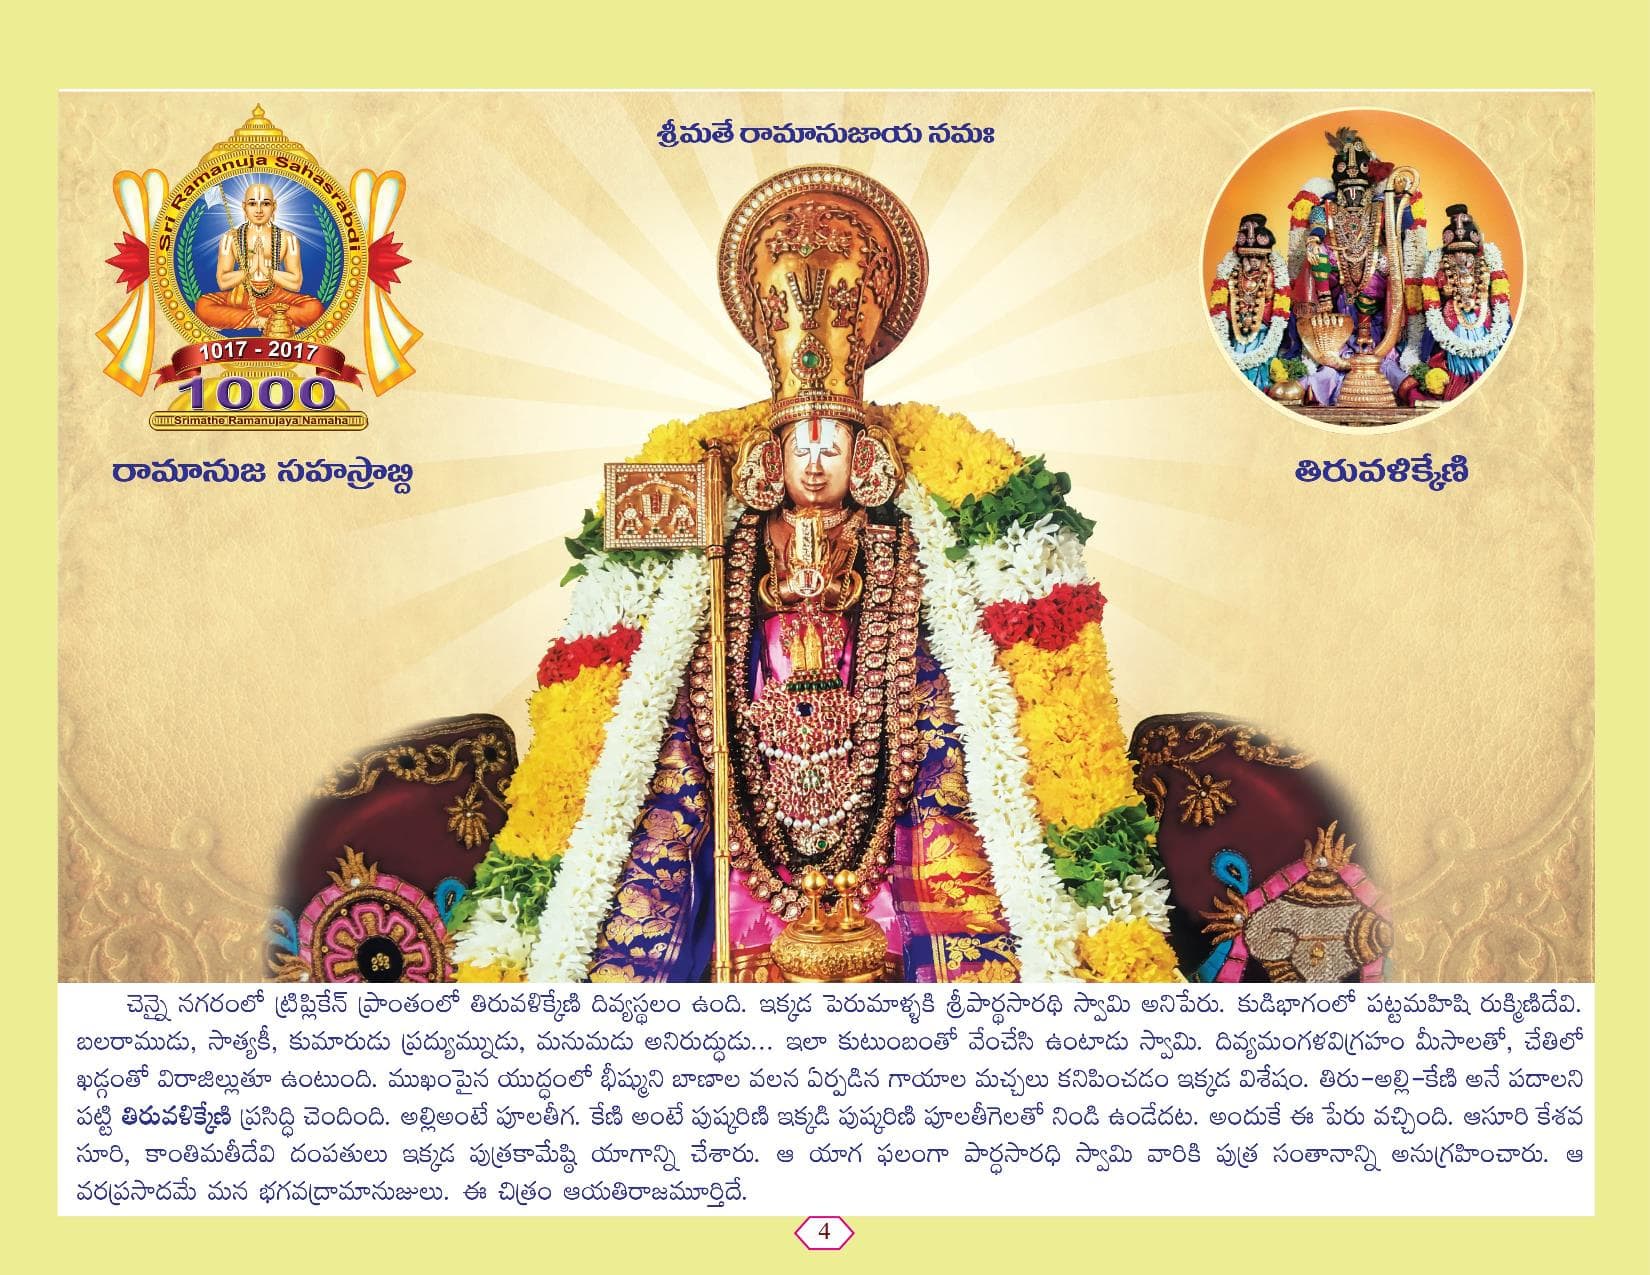 శ్రీమతే రామానుజాయ నమః
Sri Ramanuja Sahasrabdi
1017 - 2017
1000
Srimathe Ramanujaya Namaha
రామానుజ సహస్రాబ్ది
తిరువళిక్కేణి
చెన్నై నగరంలో ట్రిప్లికేన్ ప్రాంతంలో తిరువళిక్కేణి దివ్యస్థలం ఉంది. ఇక్కడ పెరుమాళ్ళకి శ్రీపార్థసారథి స్వామి అనిపేరు. కుడిభాగంలో పట్టమహిషి రుక్మిణిదేవి.
బలరాముడు, సాత్యకీ, కుమారుడు ప్రద్యుమ్నుడు, మనుమడు అనిరుద్ధుడు... ఇలా కుటుంబంతో వేంచేసి ఉంటాడు స్వామి. దివ్యమంగళవిగ్రహం మీసాలతో, చేతిలో
ఖడ్గంతో విరాజిల్లుతూ ఉంటుంది. ముఖంపైన యుద్ధంలో భీష్ముని బాణాల వలన ఏర్పడిన గాయాల మచ్చలు కనిపించడం ఇక్కడ విశేషం. తిరు-అల్లి-కేణి అనే పదాలని
పట్టి తిరువళిక్కేణి ప్రసిద్ధి చెందింది. అల్లిఅంటే పూలతీగ. కేణి అంటే పుష్కరిణి ఇక్కడి పుష్కరిణి పూలతీగెలతో నిండి ఉండేదట. అందుకే ఈ పేరు వచ్చింది. ఆసూరి కేశవ
సూరి, కాంతిమతీదేవి దంపతులు ఇక్కడ పుత్రకామేష్ఠి యాగాన్ని చేశారు. ఆ యాగ ఫలంగా పార్థసారధి స్వామి వారికి పుత్ర సంతానాన్ని అనుగ్రహించారు. ఆ
వరప్రసాదమే మన భగవద్రామానుజులు. ఈ చిత్రం ఆయతిరాజమూర్తిదే.
4